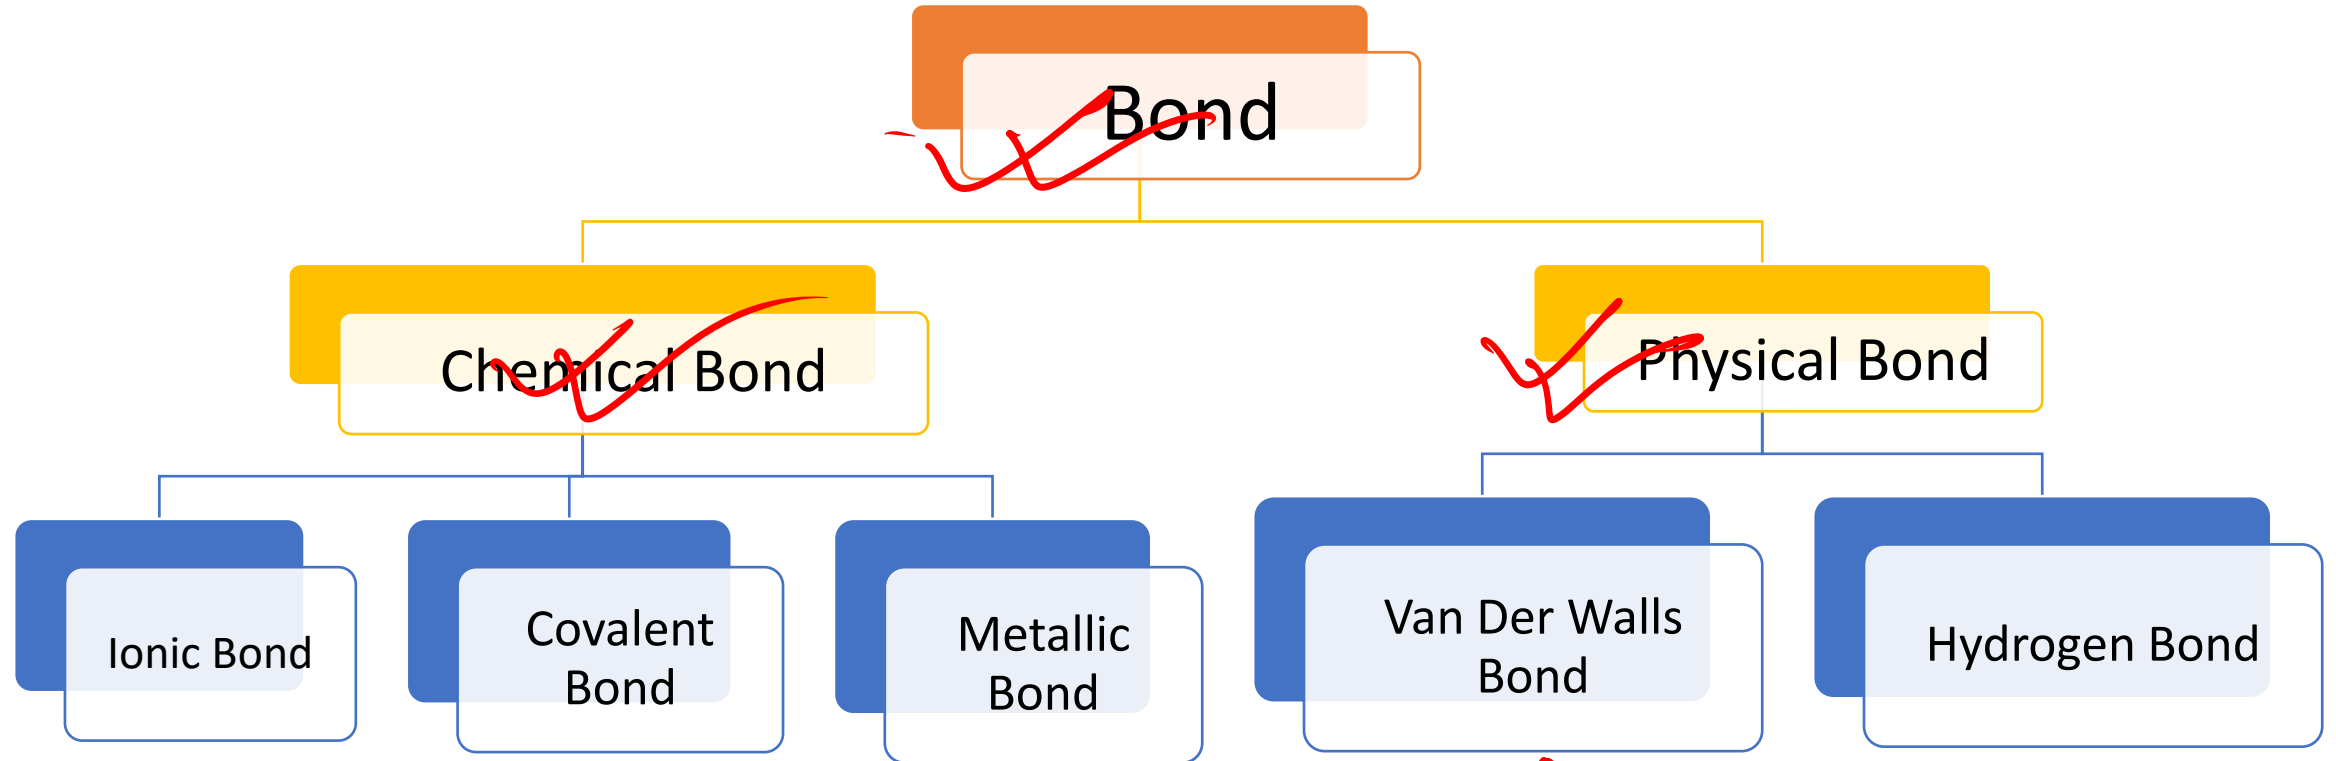 Bond
Chemical Bond
Physical Bond
Ionic Bond
Covalent
Bond
Metallic
Bond
Van Der Walls
Bond
Hydrogen Bond